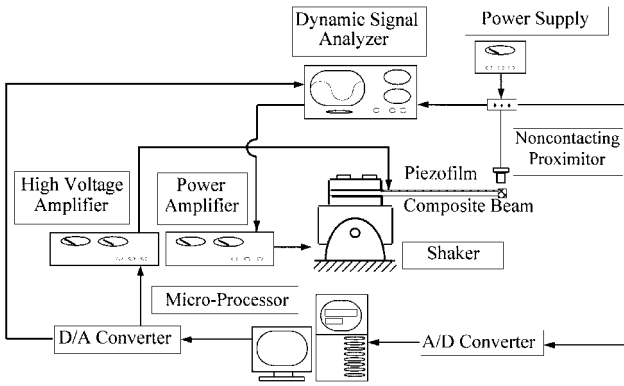 Dynamic Signal
Analyzer
Power Supply
Noncontacting
Proximitor
High Voltage
Amplifier
Power
Amplifier
Piezofilm
Composite Beam
Shaker
Micro-Processor
D/A Converter
A/D Converter